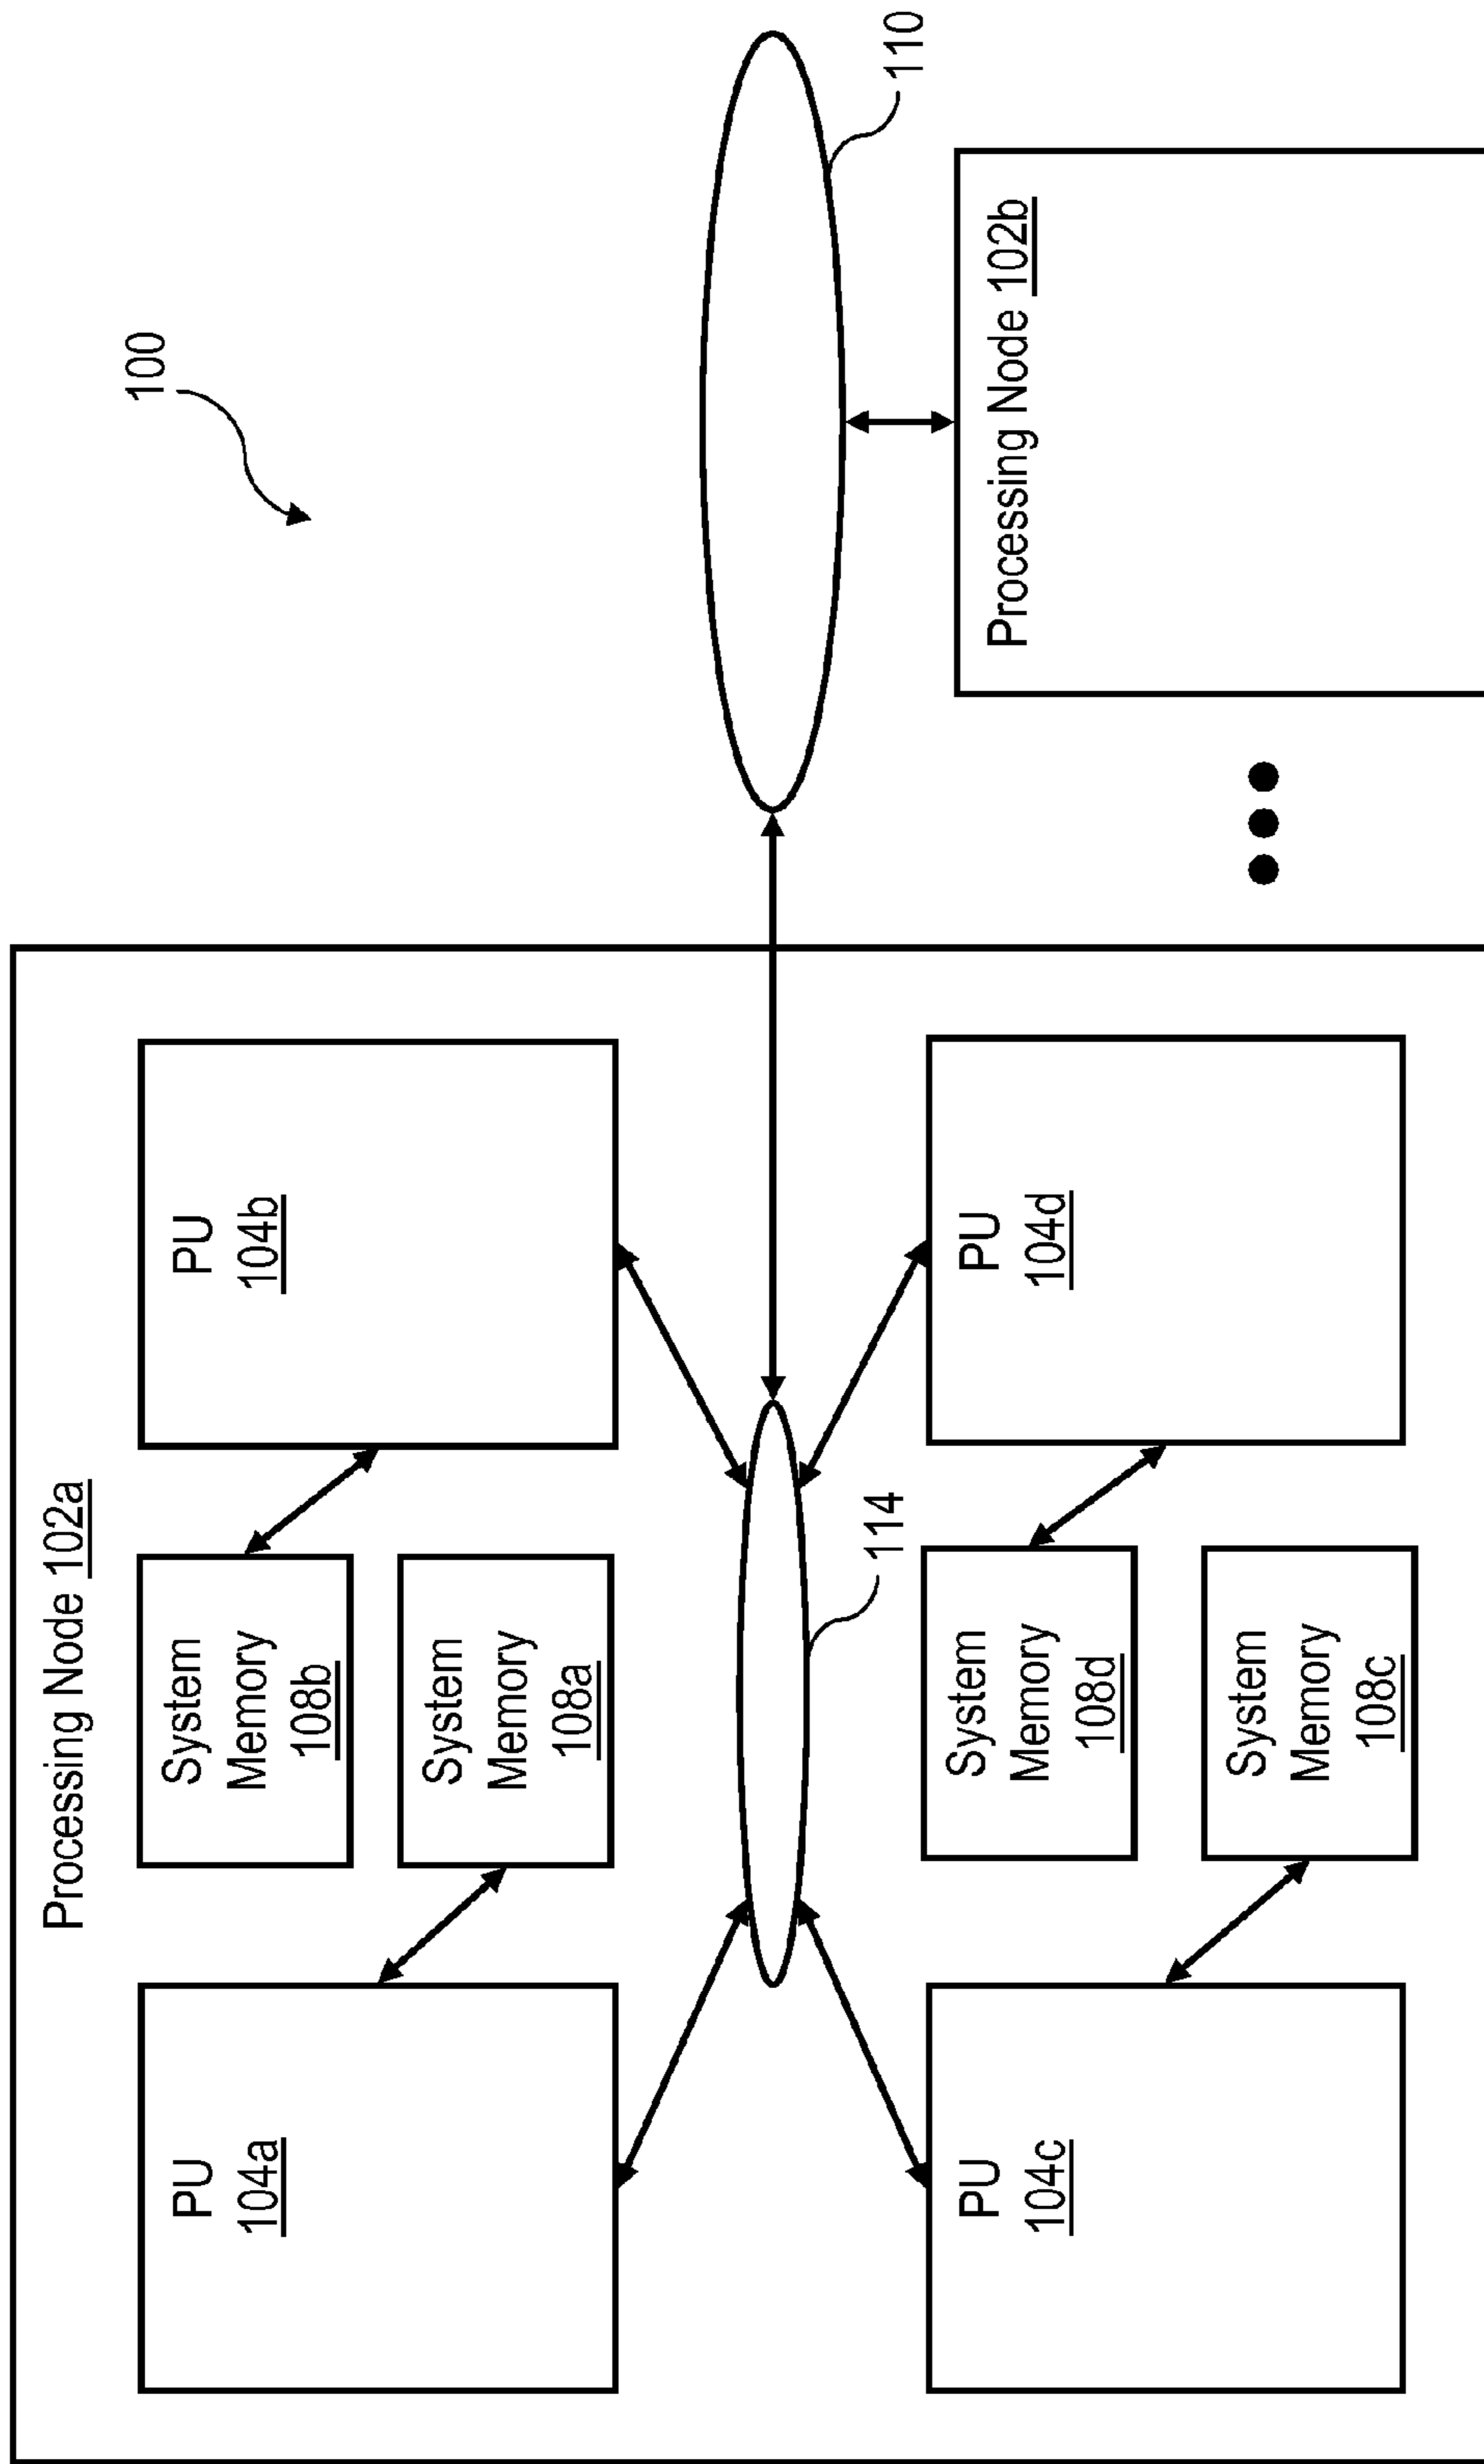 100
Processing Node 102a
PU
104a
System
Memory
108b
System
Memory
108a
PU
104b
114
110
PU
104c
System
Memory
108d
System
Memory
108c
PU
104d
Processing Node 102b